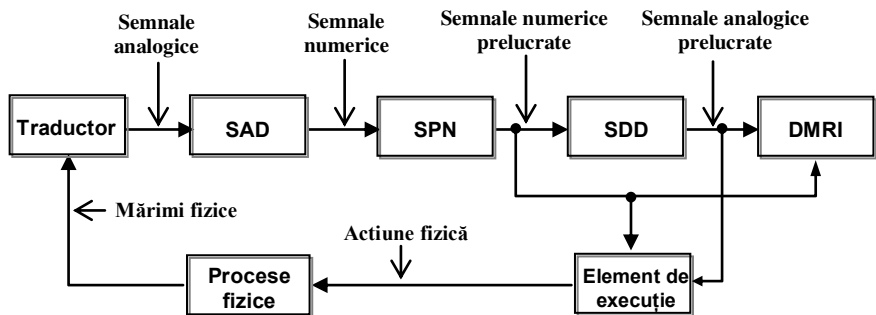 Semnale
analogice
Semnale
numerice
Semnale numerice
prelucrate
Semnale analogice
prelucrate
Traductor
SAD
SPN
SDD
DMRI
Mărimi fizice
Actiune fizică
Procese
fizice
Element de
execuție